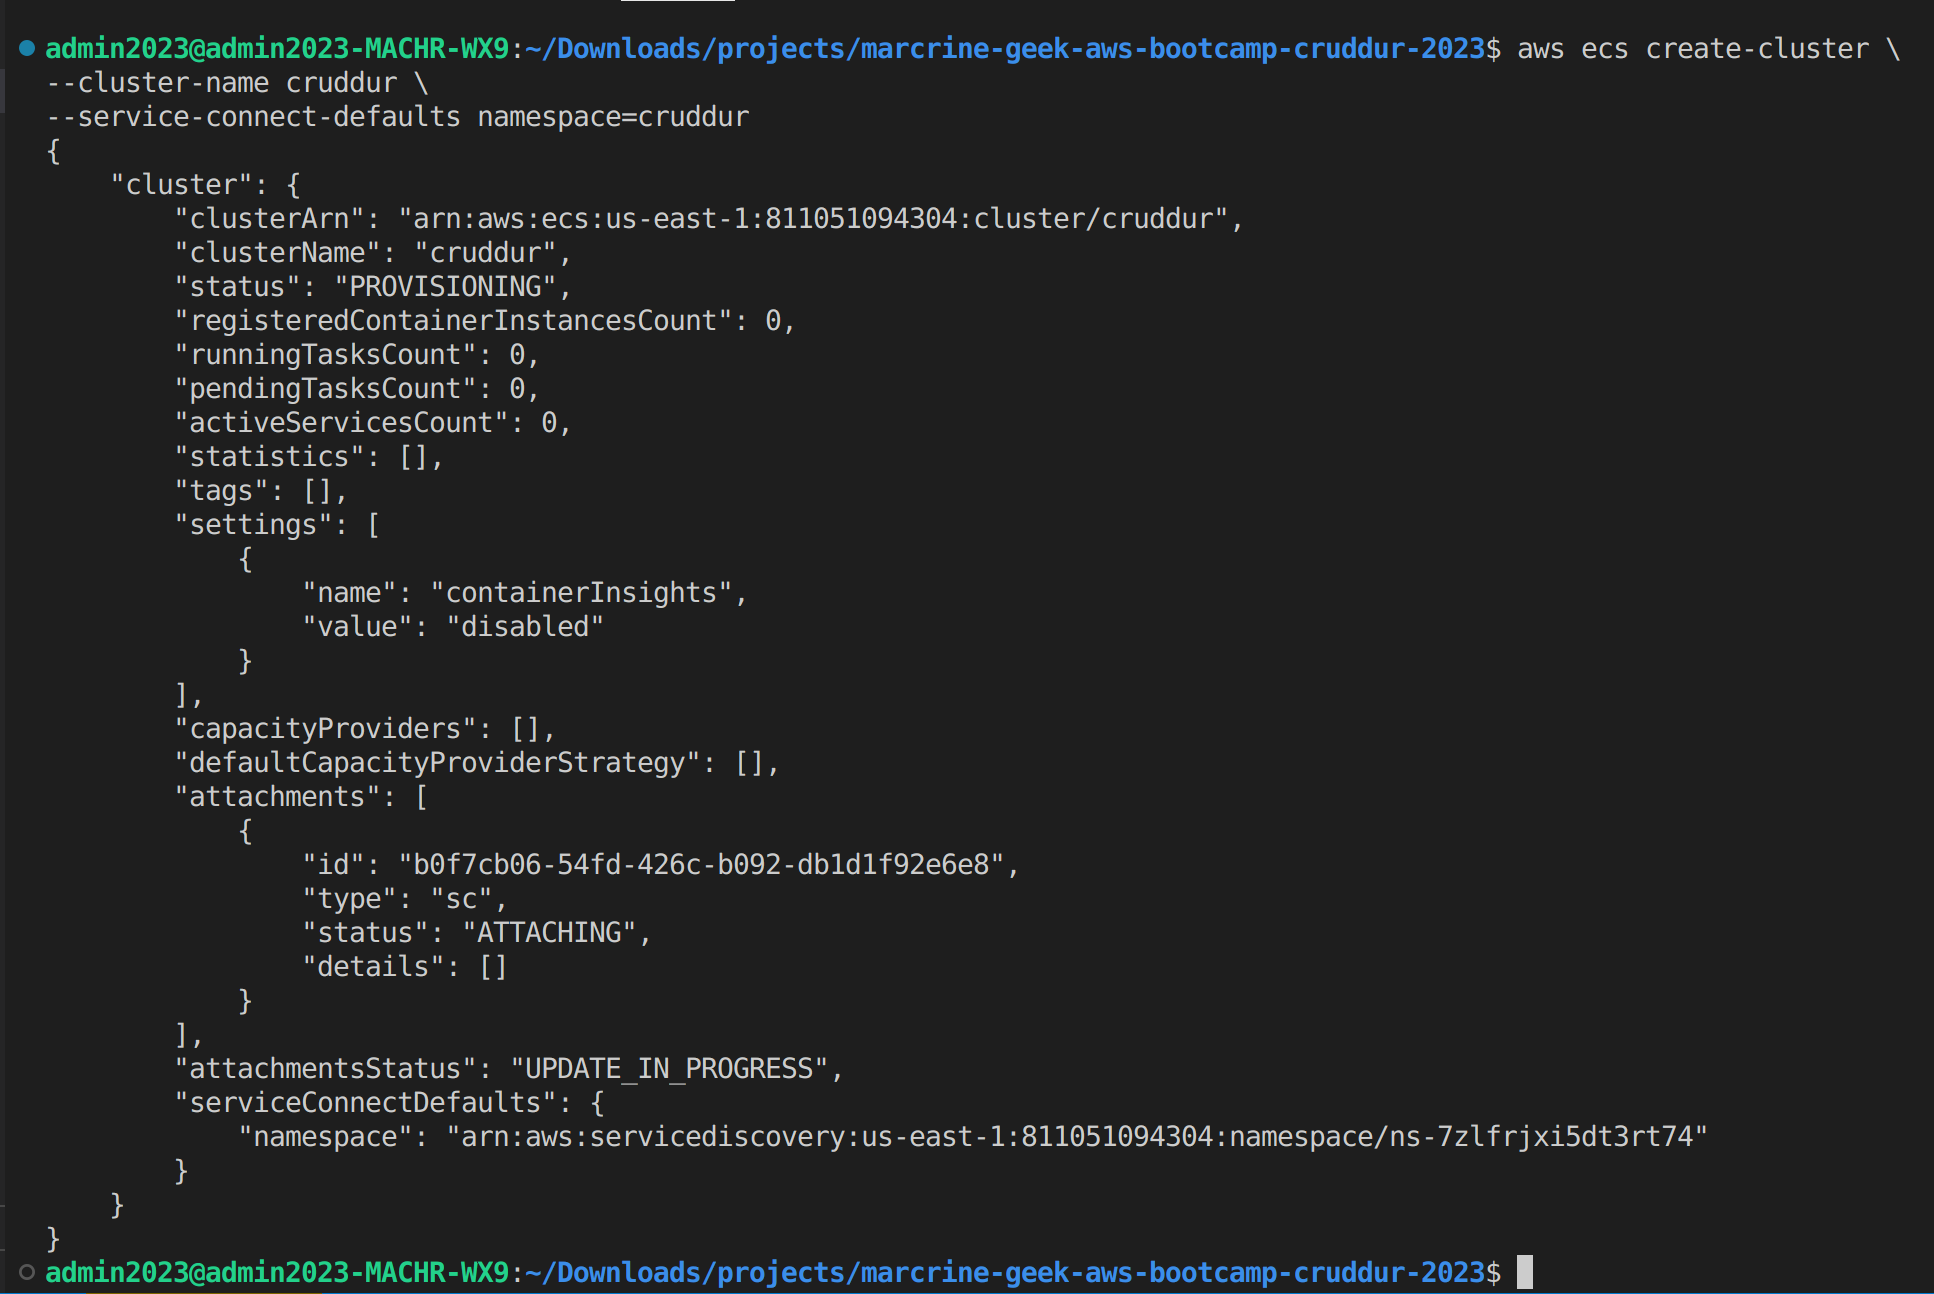 admin2023@admin2023-MACHR-WX9:~/Downloads/projects/marcrine-geek-aws-bootcamp-cruddur-2023$ aws ecs create-cluster \
--cluster-name cruddur \
--service-connect-defaults namespace=cruddur
{
    "cluster": {
        "clusterArn": "arn:aws:ecs:us-east-1:811051094304:cluster/cruddur",
        "clusterName": "cruddur",
        "status": "PROVISIONING",
        "registeredContainerInstancesCount": 0,
        "runningTasksCount": 0,
        "pendingTasksCount": 0,
        "activeServicesCount": 0,
        "statistics": [],
        "tags": [],
        "settings": [
            {
                "name": "containerInsights",
                "value": "disabled"
            }
        ],
        "capacityProviders": [],
        "defaultCapacityProviderStrategy": [],
        "attachments": [
            {
                "id": "b0f7cb06-54fd-426c-b092-db1d1f92e6e8",
                "type": "sc",
                "status": "ATTACHING",
                "details": []
            }
        ],
        "attachmentsStatus": "UPDATE_IN_PROGRESS",
        "serviceConnectDefaults": {
            "namespace": "arn:aws:servicediscovery:us-east-1:811051094304:namespace/ns-7zlfrjxi5dt3rt74"
        }
    }
}
admin2023@admin2023-MACHR-WX9:~/Downloads/projects/marcrine-geek-aws-bootcamp-cruddur-2023$